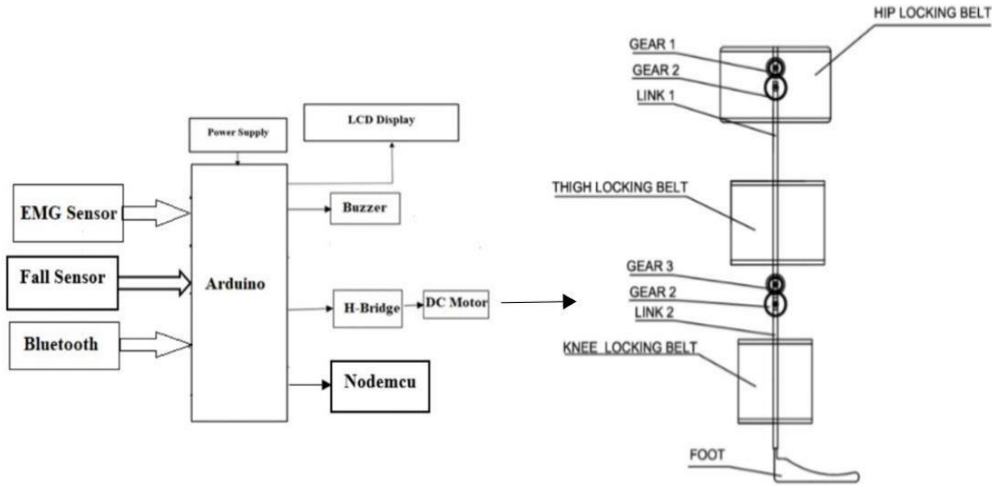 Power Supply
LCD Display
EMG Sensor
Buzzer
Fall Sensor
Arduino
H-Bridge
DC Motor
Bluetooth
Nodemcu
HIP LOCKING BELT
GEAR 1
GEAR 2
LINK 1
THIGH LOCKING BELT
GEAR 3
GEAR 2
LINK 2
KNEE LOCKING BELT
FOOT